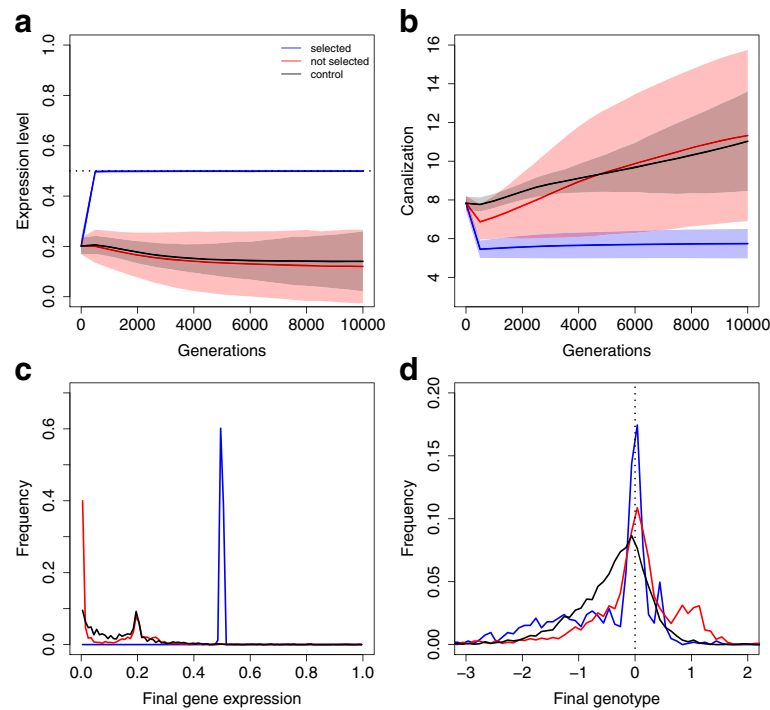 a
Expression level
1.0
0.8
0.6
0.4
0.2
0.0
selected
not selected
control
0 2000 4000 6000 8000 10000
Generations
b
Canalization
16
14
12
10
8
6
4
0 2000 4000 6000 8000 10000
Generations
c
Frequency
0.6
0.4
0.2
0.0
0.0 0.2 0.4 0.6 0.8 1.0
Final gene expression
d
Frequency
0.20
0.15
0.10
0.05
0.00
−3 −2 −1 0 1 2
Final genotype